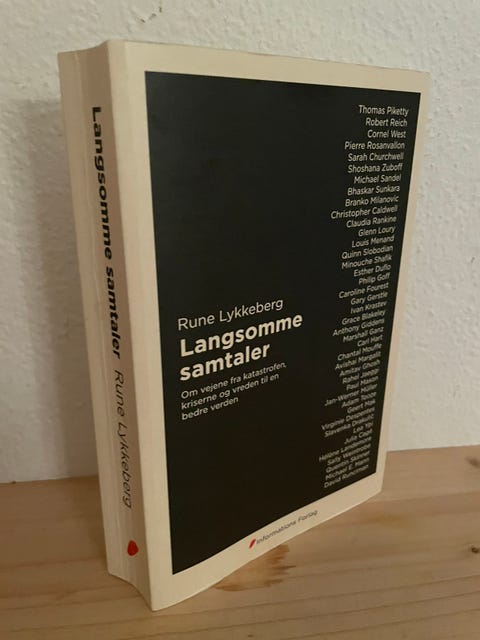 Langsomme samtaler Rune Lykkeberg
Thomas Piketty
Robert Reich
Cornel West
Pierre Rosanvallon
Sarah Churchwell
Shoshana Zuboff
Michael Sandel
Bhaskar Sunkara
Branko Milanovic
Christopher Caldwell
Claudia Rankine
Glenn Loury
Louis Menand
Quinn Slobodian
Minouche Shafik
Esther Duflo
Philip Goff
Caroline Fourest
Gary Gerstle
Ivan Krastev
Grace Blakeley
Anthony Giddens
Marshall Ganz
Carl Hart
Chantal Mouffe
Avishai Margalit
Amitav Ghosh
Rahel Jaeggi
Paul Mason
Jan-Werner Müller
Adam Tooze
Geert Mak
Virginie Despentes
Slavenka Drakulić
Lea Ypi
Julia Cagé
Hélène Landemore
Sally Weintrobe
Quentin Skinner
Michael E. Mann
David Runciman
Rune Lykkeberg
Langsomme
samtaler
Om vejene fra katastrofen,
kriserne og vreden til en
bedre verden
Informations Forlag